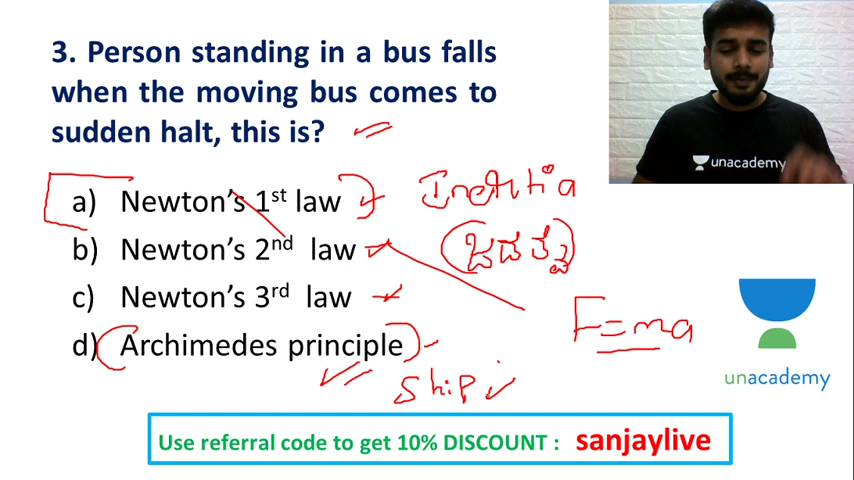 3. Person standing in a bus falls
when the moving bus comes to
sudden halt, this is?
a) Newton's 1st law
Inertia
b) Newton's 2nd law
(ಜಡತ್ವ)
c) Newton's 3rd law
F=ma
d) Archimedes principle
Ship
unacademy
unacademy
Use referral code to get 10% DISCOUNT : sanjaylive